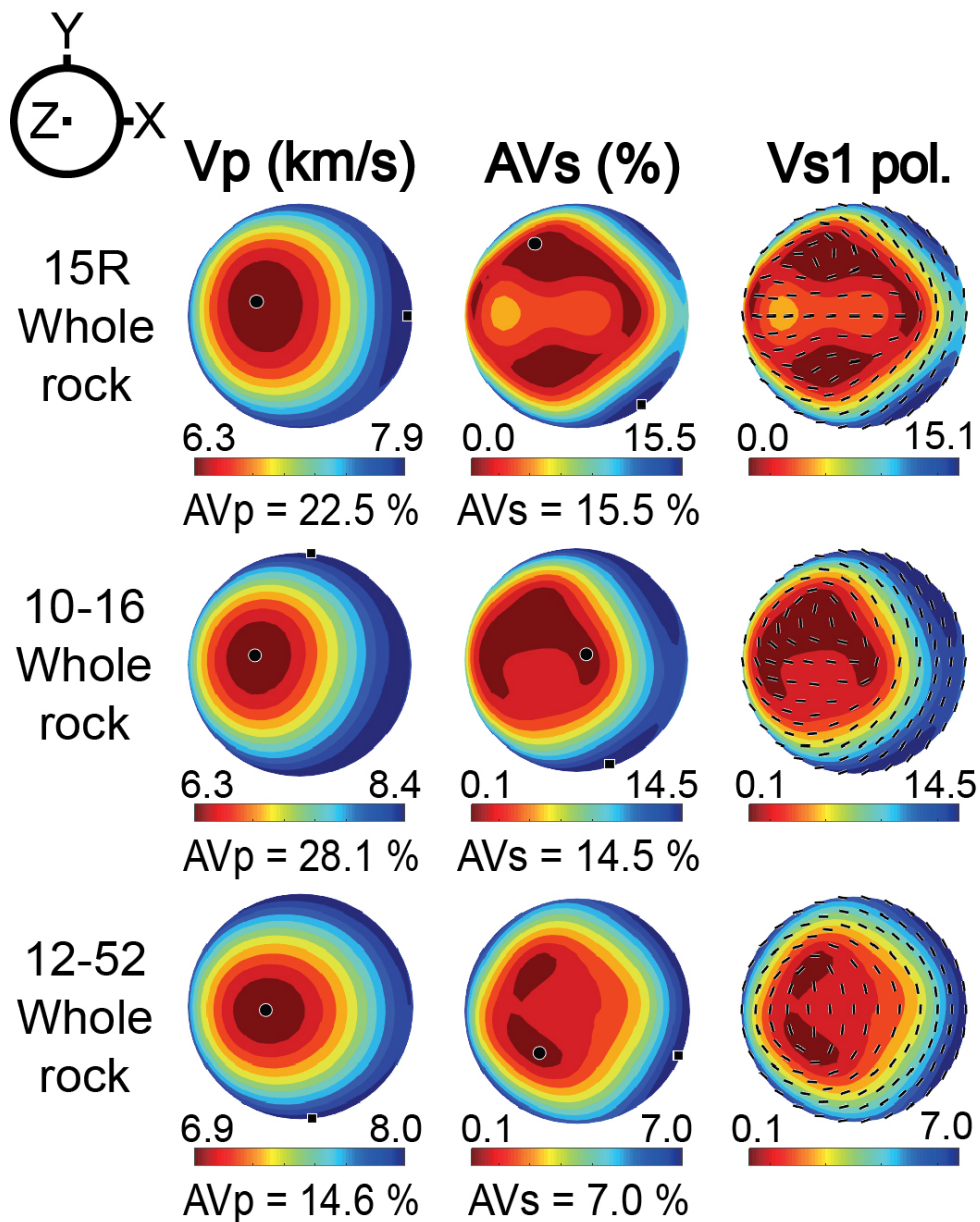 Y
Z X
Vp (km/s) AVs (%) Vs1 pol.
15R
Whole
rock
6.3 7.9 0.0 15.5 0.0 15.1
AVp = 22.5 % AVs = 15.5 %
10-16
Whole
rock
6.3 8.4 0.1 14.5 0.1 14.5
AVp = 28.1 % AVs = 14.5 %
12-52
Whole
rock
6.9 8.0 0.1 7.0 0.1 7.0
AVp = 14.6 % AVs = 7.0 %